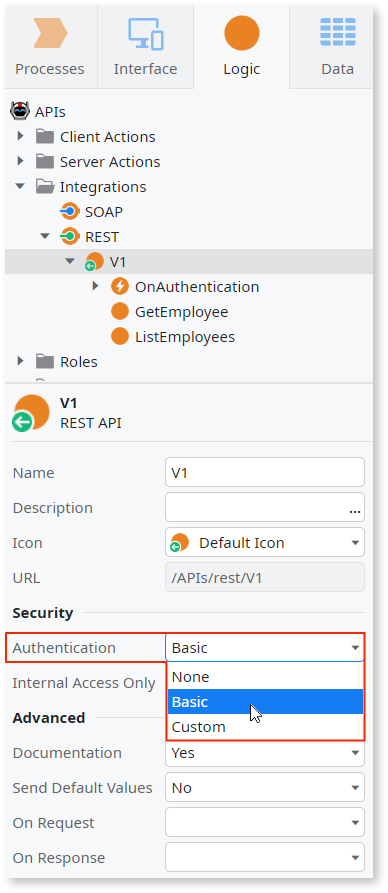 Processes Interface Logic Data
APIs
Client Actions
Server Actions
Integrations
SOAP
REST
V1
OnAuthentication
GetEmployee
ListEmployees
Roles
V1
REST API
Name V1
Description ...
Icon Default Icon
URL /APIs/rest/V1
Security
Authentication Basic
None
Internal Access Only
Basic
Custom
Advanced
Documentation Yes
Send Default Values No
On Request
On Response